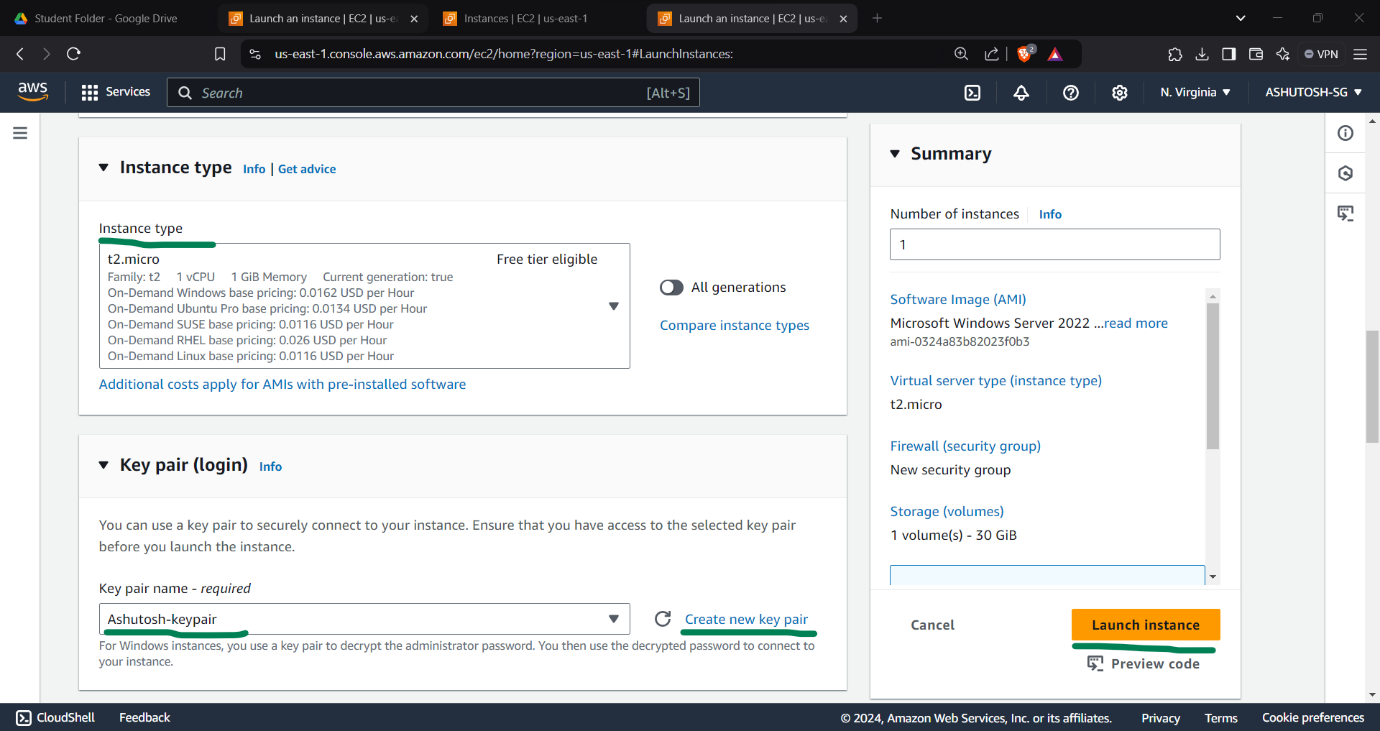 Student Folder - Google Drive
Launch an instance | EC2 | us-ea
Instances | EC2 | us-east-1
Launch an instance | EC2 | us-ea
us-east-1.console.aws.amazon.com/ec2/home?region=us-east-1#LaunchInstances:
2
VPN
aws
Services
Search
[Alt+S]
N. Virginia
ASHUTOSH-SG
Instance type
Info | Get advice
Instance type
t2.micro
Free tier eligible
Family: t2 1 vCPU 1 GiB Memory Current generation: true
On-Demand Windows base pricing: 0.0162 USD per Hour
On-Demand Ubuntu Pro base pricing: 0.0134 USD per Hour
On-Demand SUSE base pricing: 0.0116 USD per Hour
On-Demand RHEL base pricing: 0.026 USD per Hour
On-Demand Linux base pricing: 0.0116 USD per Hour
All generations
Compare instance types
Additional costs apply for AMIs with pre-installed software
Key pair (login)
Info
You can use a key pair to securely connect to your instance. Ensure that you have access to the selected key pair
before you launch the instance.
Key pair name - required
Ashutosh-keypair
Create new key pair
For Windows instances, you use a key pair to decrypt the administrator password. You then use the decrypted password to connect to
your instance.
Summary
Number of instances
Info
1
Software Image (AMI)
Microsoft Windows Server 2022 ...read more
ami-0324a83b82023f0b3
Virtual server type (instance type)
t2.micro
Firewall (security group)
New security group
Storage (volumes)
1 volume(s) - 30 GiB
Cancel
Launch instance
Preview code
CloudShell
Feedback
© 2024, Amazon Web Services, Inc. or its affiliates.
Privacy
Terms
Cookie preferences